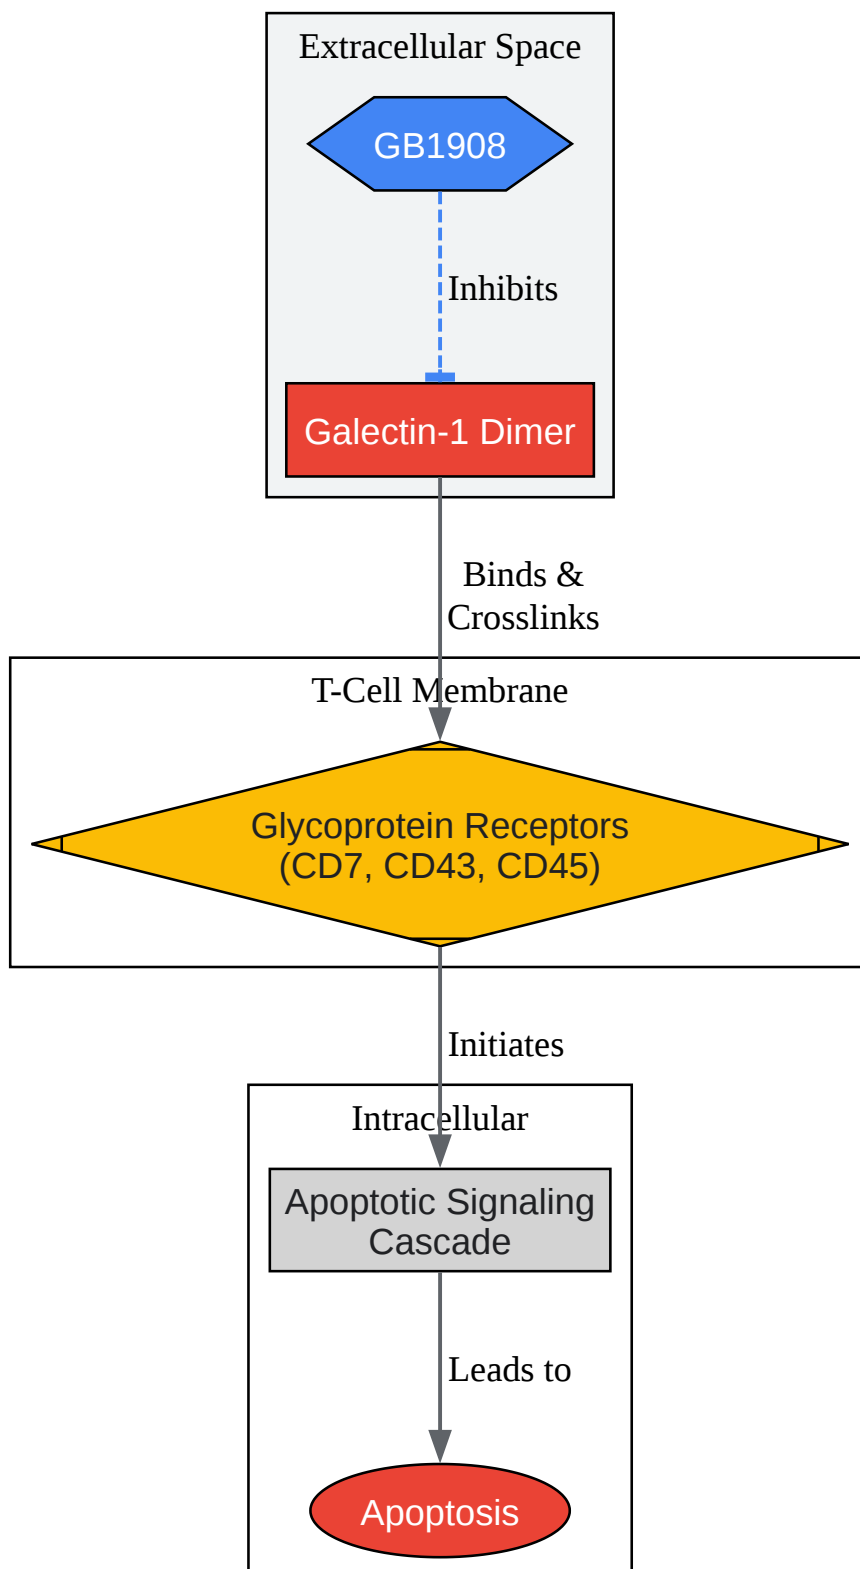 Extracellular Space
GB1908
Inhibits
Galectin-1 Dimer
Binds &
Crosslinks
T-Cell Membrane
Glycoprotein Receptors
(CD7, CD43, CD45)
Initiates
Intracellular
Apoptotic Signaling
Cascade
Leads to
Apoptosis